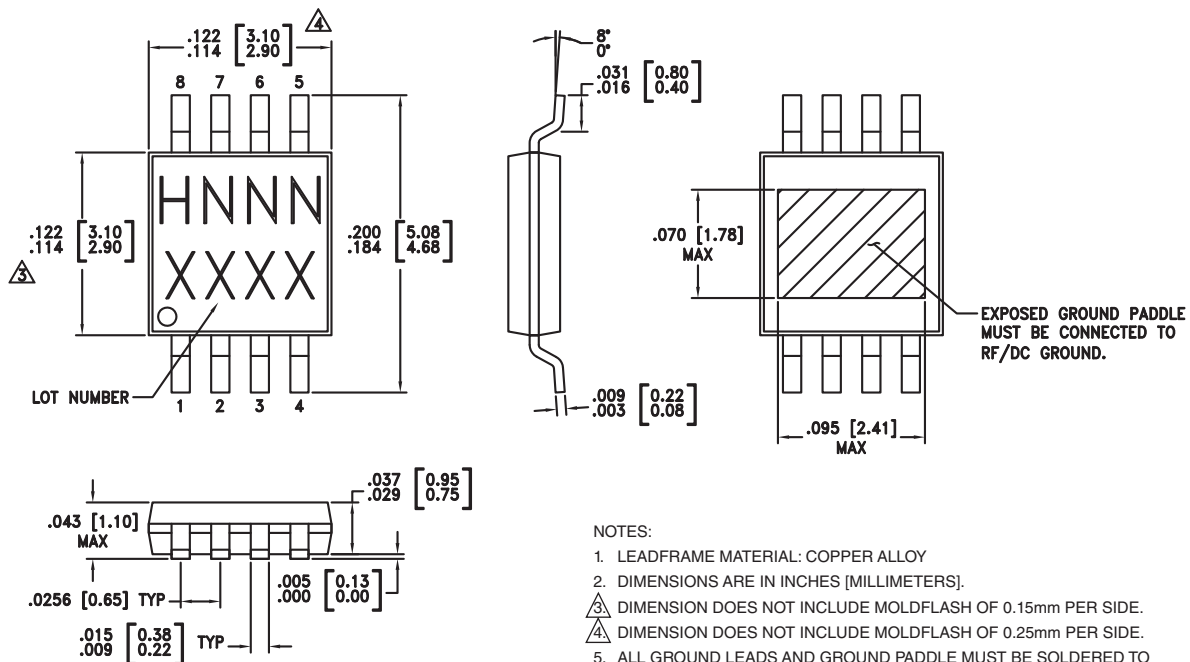 .122 [3.10]
.114 [2.90]
4
8 7 6 5
HNNN
XXXX
.122 [3.10]
.114 [2.90]
3
.200 [5.08]
.184 [4.68]
LOT NUMBER
1 2 3 4
8°
0°
.031 [0.80]
.016 [0.40]
.009 [0.22]
.003 [0.08]
.070 [1.78]
MAX
EXPOSED GROUND PADDLE
MUST BE CONNECTED TO
RF/DC GROUND.
.095 [2.41]
MAX
.037 [0.95]
.029 [0.75]
.043 [1.10]
MAX
.005 [0.13]
.000 [0.00]
.0256 [0.65] TYP
.015 [0.38]
.009 [0.22] TYP
NOTES:
1. LEADFRAME MATERIAL: COPPER ALLOY
2. DIMENSIONS ARE IN INCHES [MILLIMETERS].
3. DIMENSION DOES NOT INCLUDE MOLDFLASH OF 0.15mm PER SIDE.
4. DIMENSION DOES NOT INCLUDE MOLDFLASH OF 0.25mm PER SIDE.
5. ALL GROUND LEADS AND GROUND PADDLE MUST BE SOLDERED TO